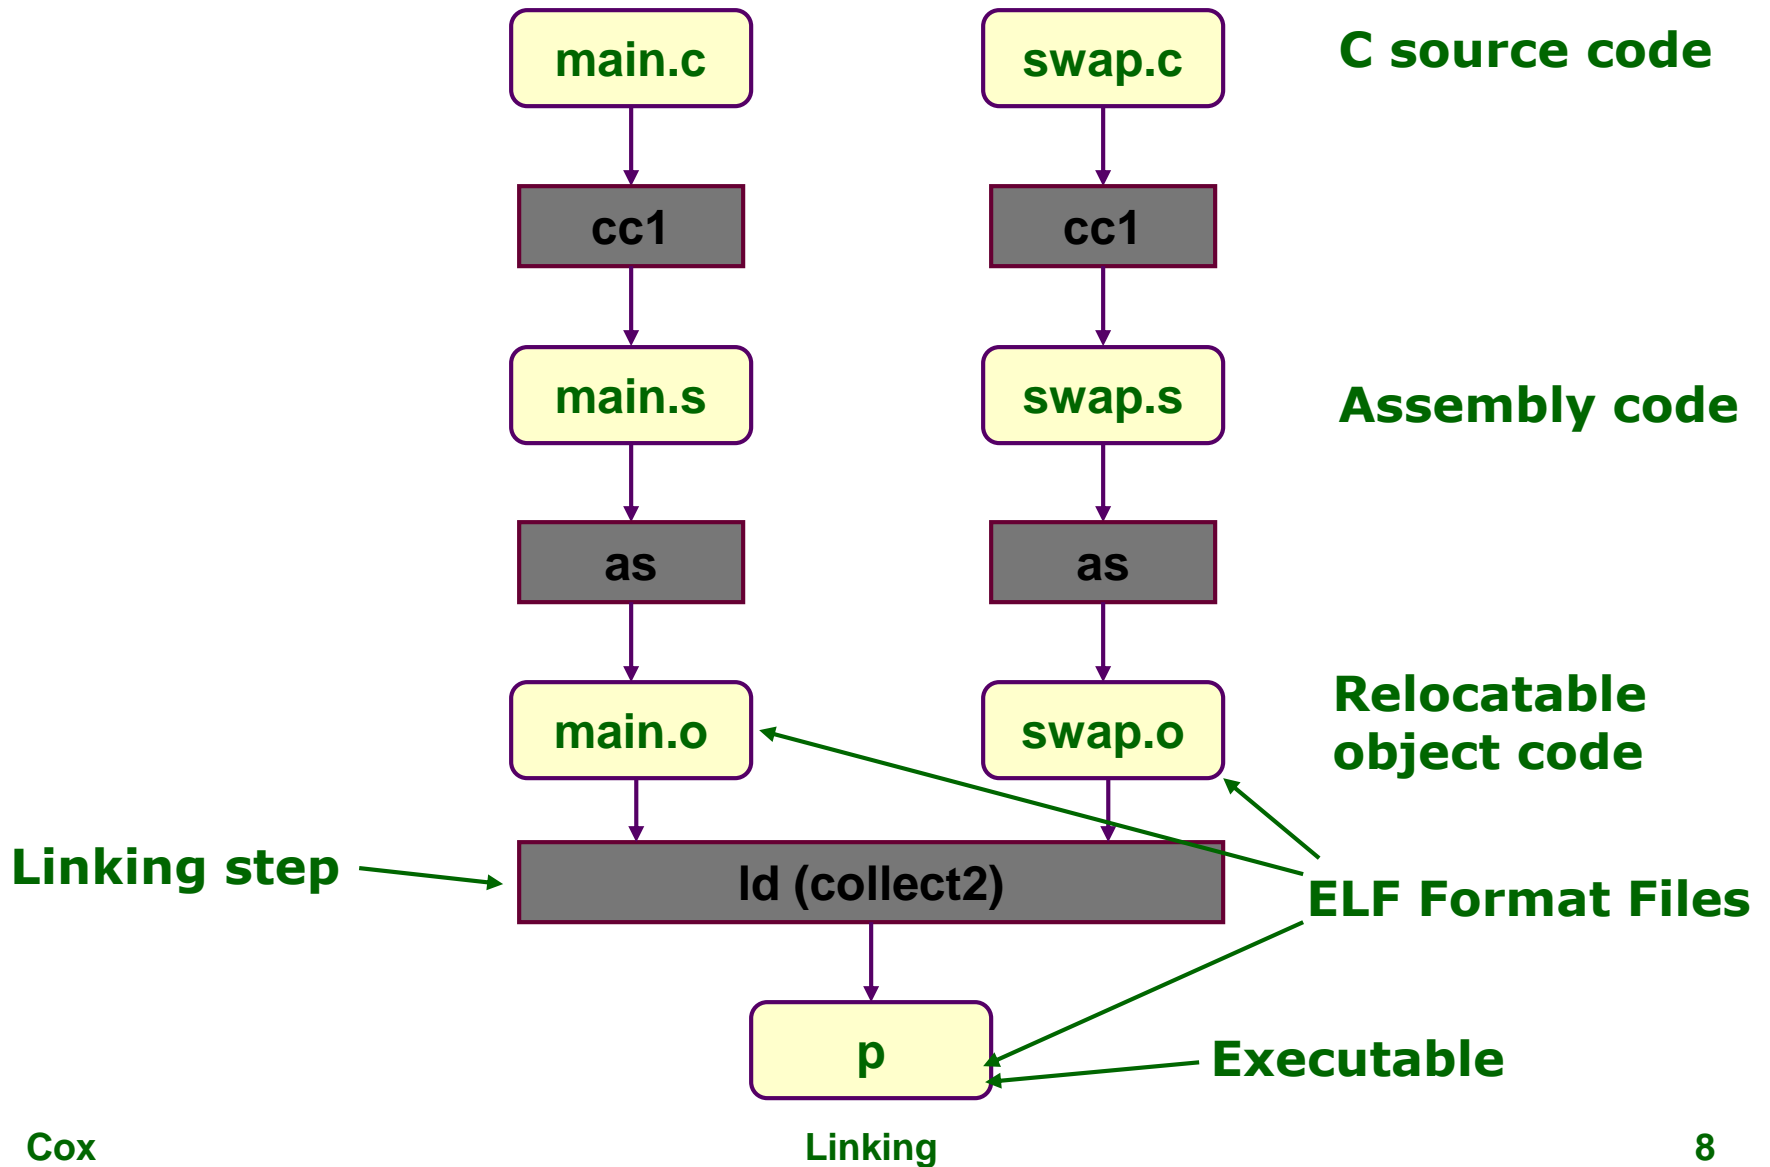 main.c
swap.c
C source code
cc1
cc1
main.s
swap.s
Assembly code
as
as
main.o
swap.o
Relocatable
object code
Linking step
ld (collect2)
ELF Format Files
p
Executable
Cox
Linking
8